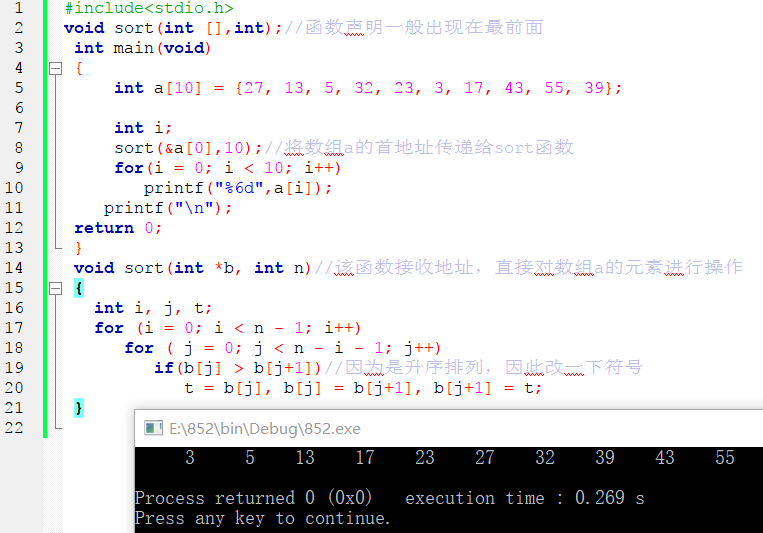 1 #include<stdio.h>
2 void sort(int [],int);//函数声明一般出现在最前面
3 int main(void)
4 {
5 int a[10] = {27, 13, 5, 32, 23, 3, 17, 43, 55, 39};
6
7 int i;
8 sort(&a[0],10);//将数组a的首地址传递给sort函数
9 for(i = 0; i < 10; i++)
10 printf("%6d",a[i]);
11 printf("\n");
12 return 0;
13 }
14 void sort(int *b, int n)//该函数接收地址，直接对数组a的元素进行操作
15 {
16 int i, j, t;
17 for (i = 0; i < n - 1; i++)
18 for ( j = 0; j < n - i - 1; j++)
19 if(b[j] > b[j+1])//因为是升序排列，因此改一下符号
20 t = b[j], b[j] = b[j+1], b[j+1] = t;
21 }
22
E:\852\bin\Debug\852.exe
3 5 13 17 23 27 32 39 43 55
Process returned 0 (0x0) execution time : 0.269 s
Press any key to continue.